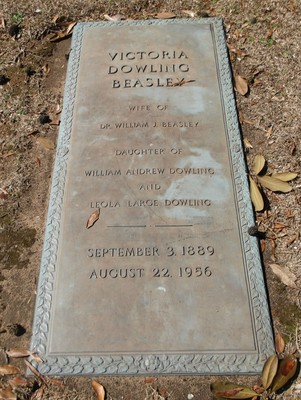 VICTORIA
DOWLING
BEASLEY
WIFE OF
DR. WILLIAM J. BEASLEY
DAUGHTER OF
WILLIAM ANDREW DOWLING
AND
LEOLA LARGE DOWLING
SEPTEMBER 3, 1889
AUGUST 22, 1956